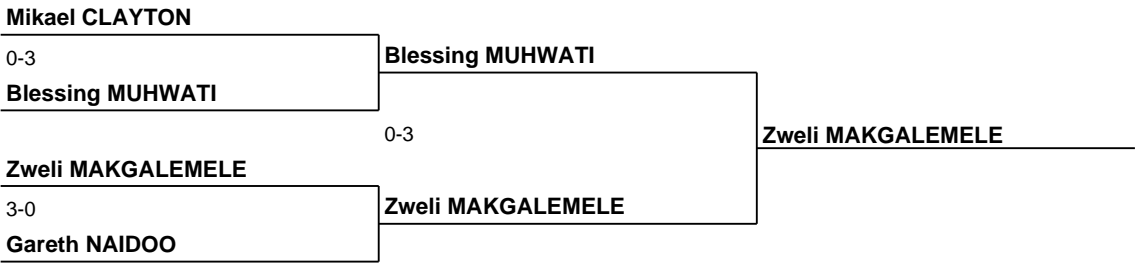 Mikael CLAYTON
0-3
Blessing MUHWATI
Blessing MUHWATI
0-3
Zweli MAKGALEMELE
Zweli MAKGALEMELE
3-0
Zweli MAKGALEMELE
Gareth NAIDOO